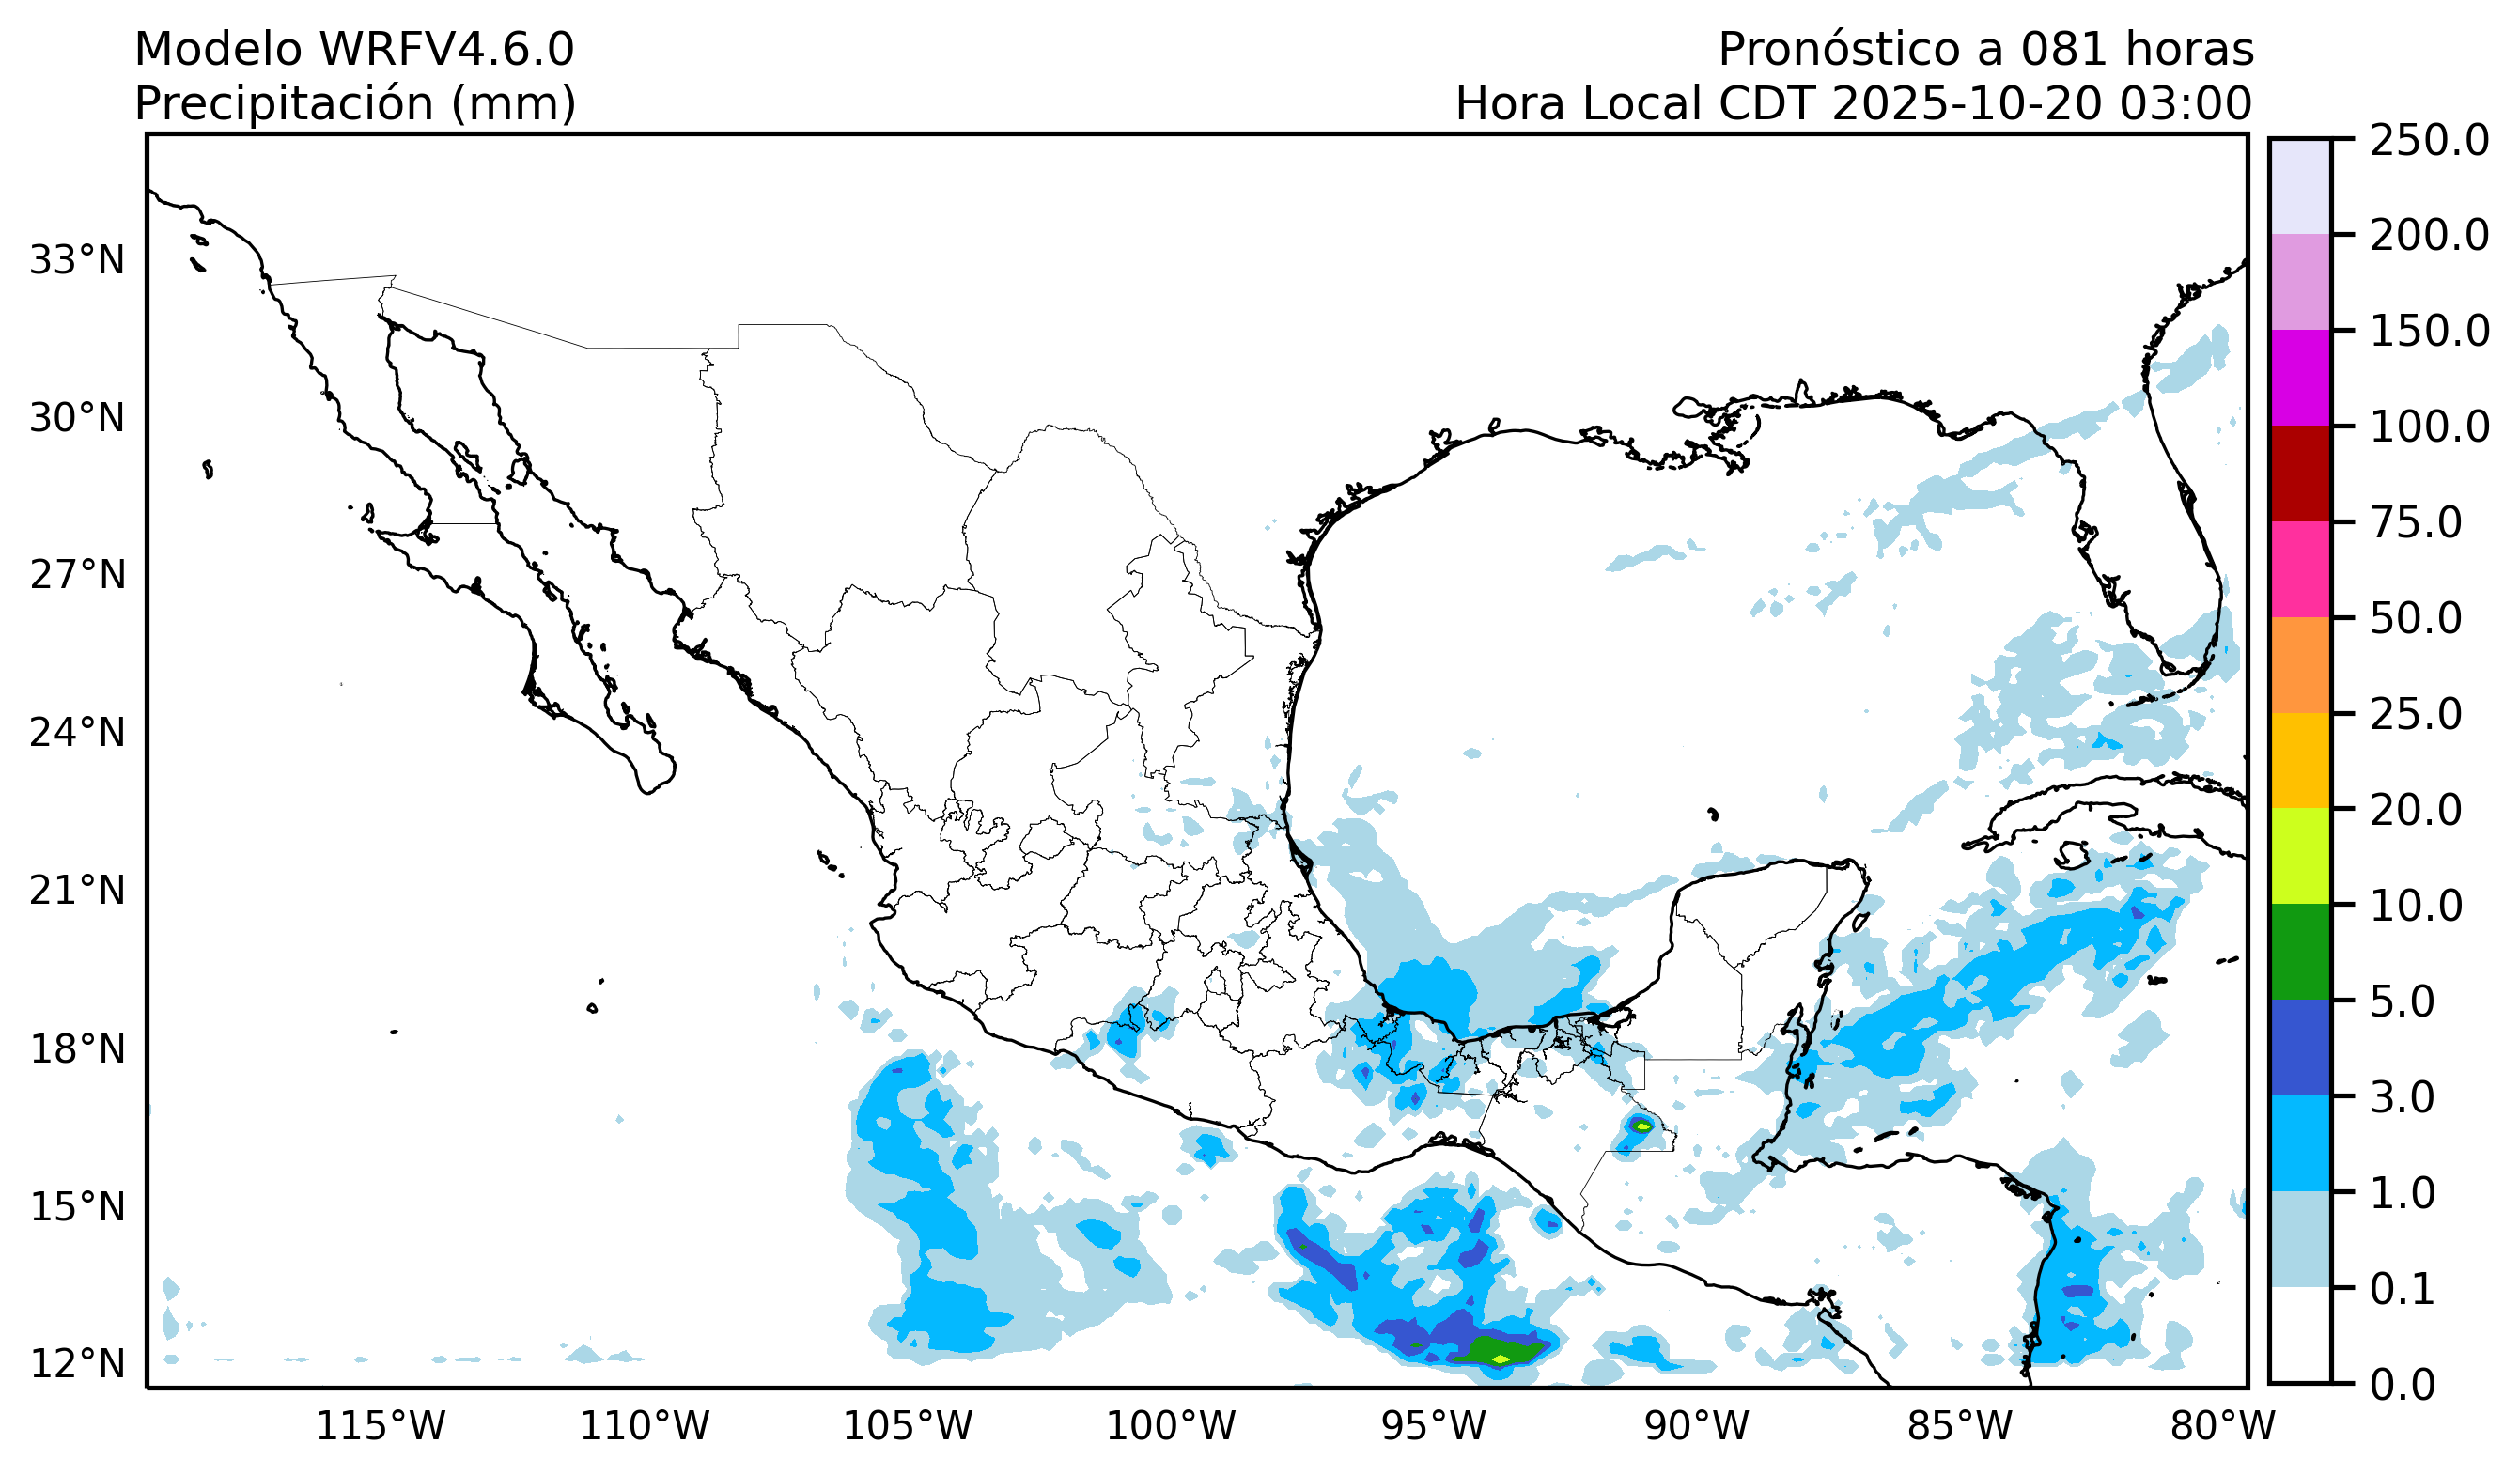 Modelo WRFV4.6.0
Precipitación (mm)
Pronóstico a 081 horas
Hora Local CDT 2025-10-20 03:00
33°N
30°N
27°N
24°N
21°N
18°N
15°N
12°N
115°W
110°W
105°W
100°W
95°W
90°W
85°W
80°W
250.0
200.0
150.0
100.0
75.0
50.0
25.0
20.0
10.0
5.0
3.0
1.0
0.1
0.0